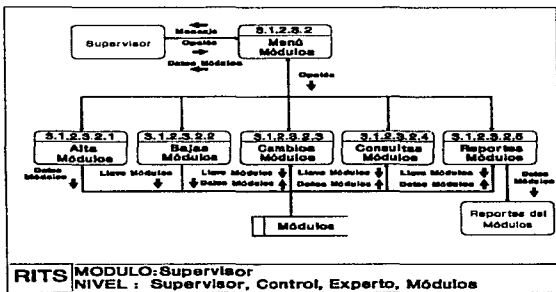 Mensaje
3.1.2.3.2
Supervisor
Opción
Menú
Módulos
Datos Módulos
Opción
3.1.2.3.2.1
3.1.2.3.2.2
3.1.2.3.2.3
3.1.2.3.2.4
3.1.2.3.2.5
Alta
Módulos
Bajas
Módulos
Cambios
Módulos
Consultas
Módulos
Reportes
Módulos
Datos
Módulos
Llave Módulos
Llave Módulos
Datos Módulos
Llave Módulos
Datos Módulos
Llave Módulos
Datos Módulos
Datos
Módulos
Módulos
Reportes del
Módulo
RITS
MODULO: Supervisor
NIVEL : Supervisor, Control, Experto, Módulos